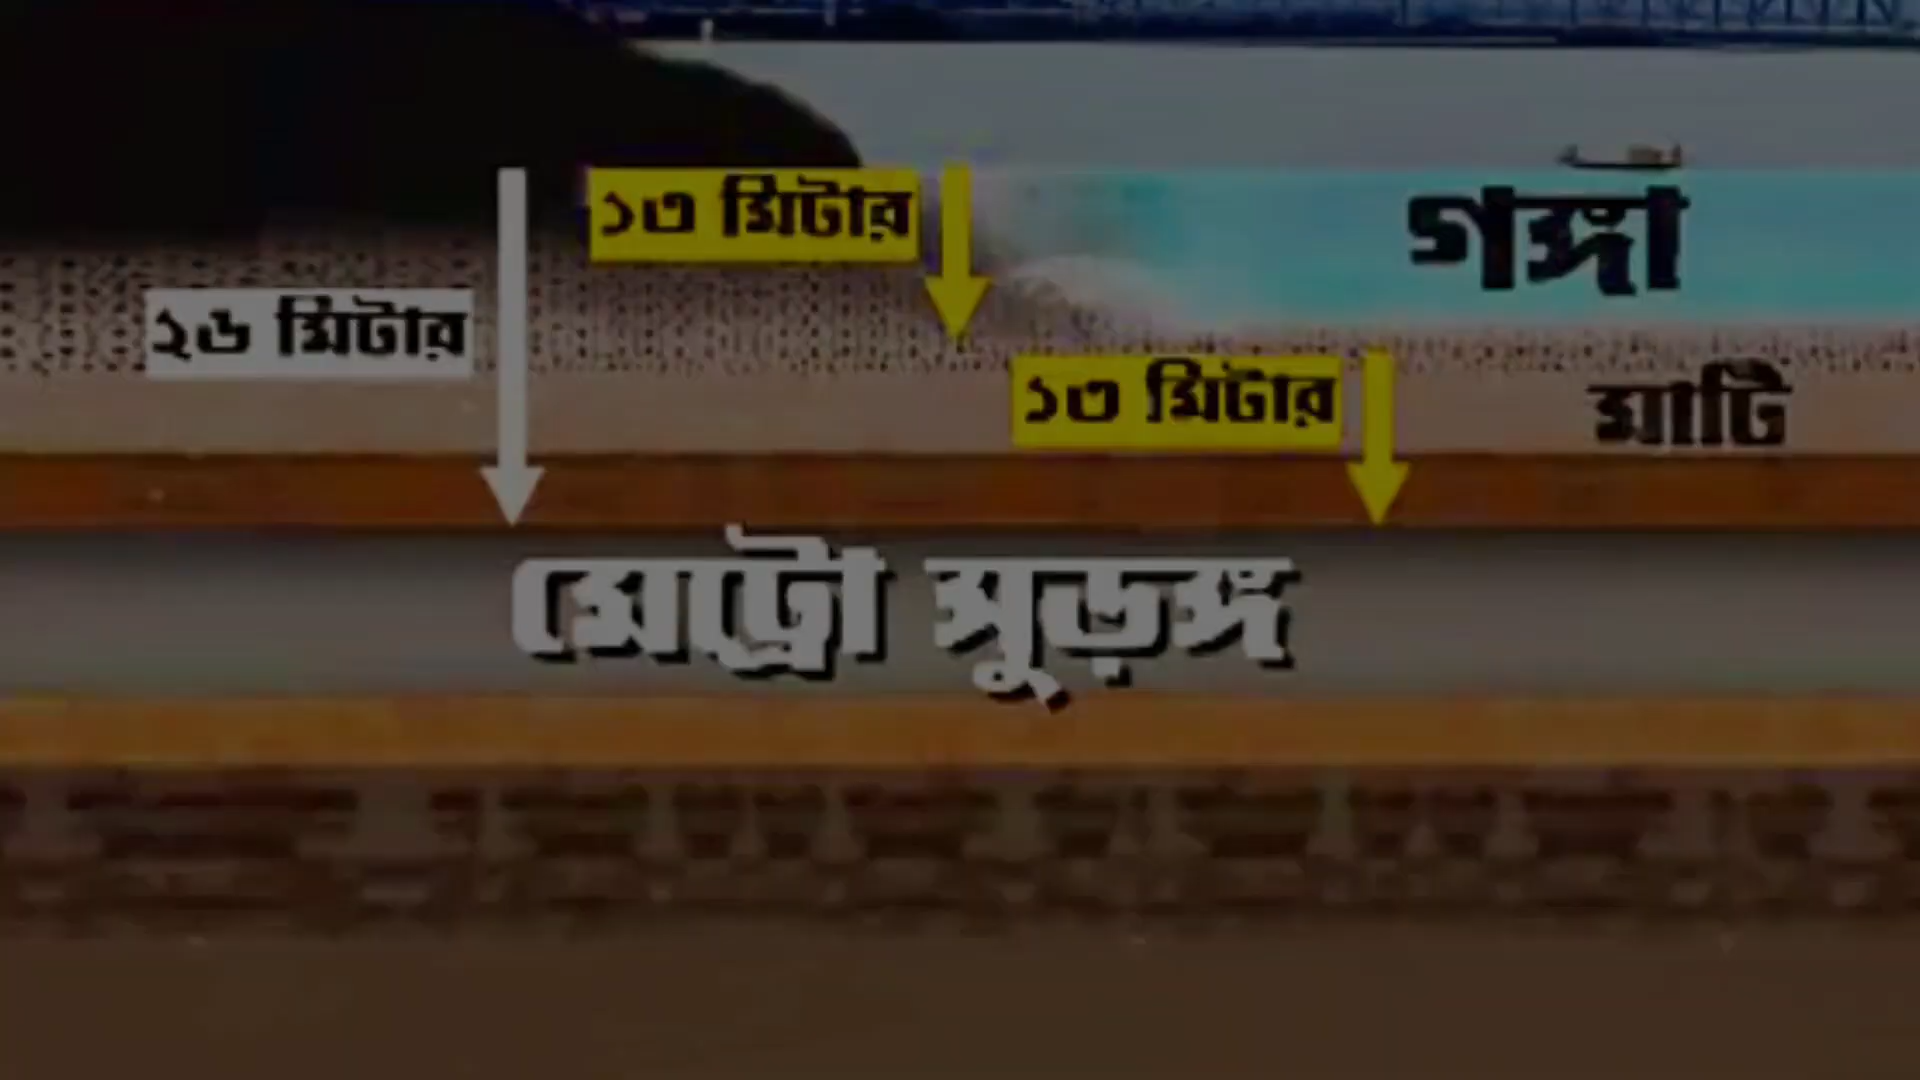 ১৩ মিটার
গঙ্গা
২৬ মিটার
১৩ মিটার
মাটি
মেট্রো সুড়ঙ্গ